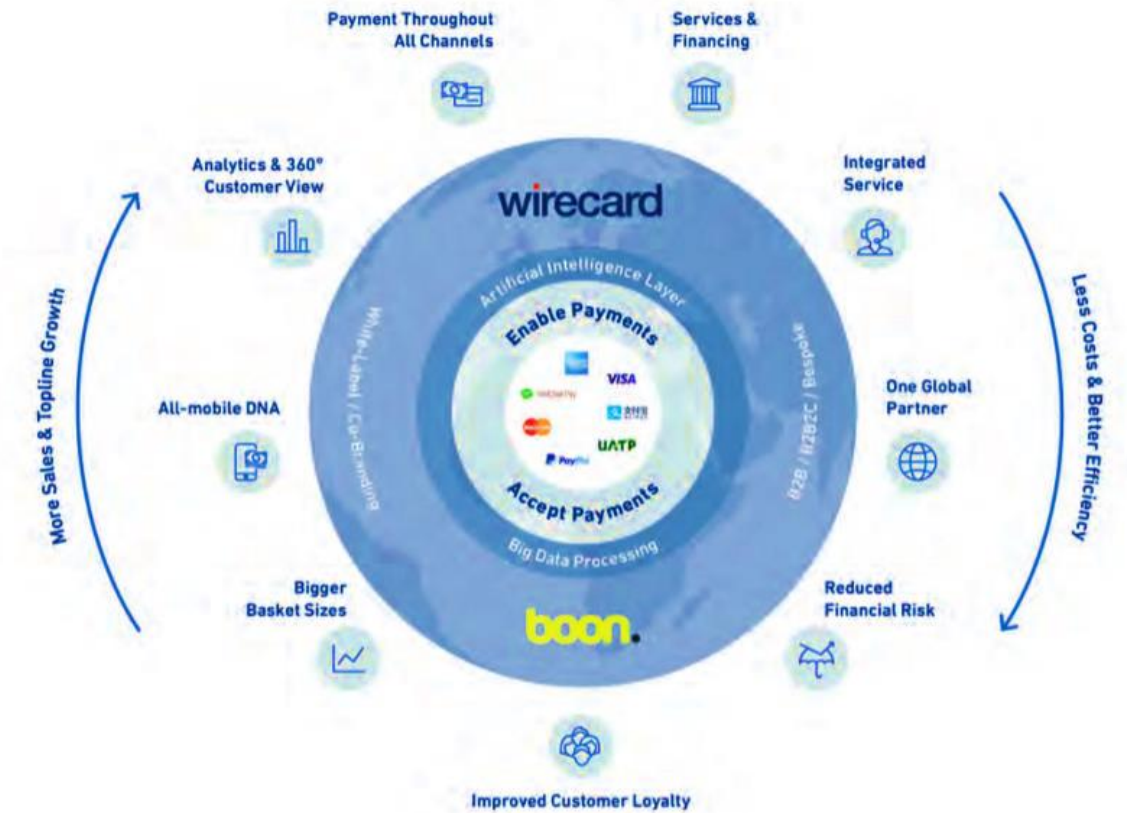 Payment Throughout
All Channels
Services &
Financing
Analytics & 360°
Customer View
Integrated
Service
wirecard
Artificial Intelligence Layer
Enable Payments
VISA
UATP
PayPal
Accept Payments
Big Data Processing
White-Label / Co-Branding
B2B / B2B2C / Bespoke
boon.
More Sales & Topline Growth
Less Costs & Better Efficiency
All-mobile DNA
One Global
Partner
Bigger
Basket Sizes
Reduced
Financial Risk
Improved Customer Loyalty